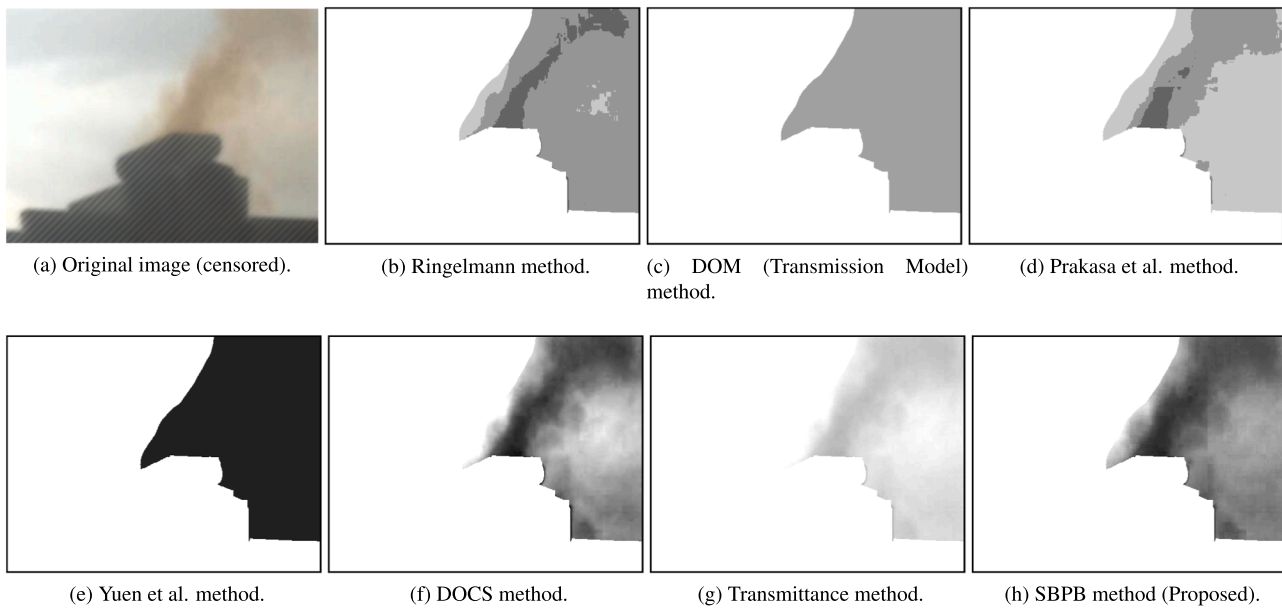 (a) Original image (censored).
(b) Ringelmann method.
(c) DOM (Transmission Model)
method.
(d) Prakasa et al. method.
(e) Yuen et al. method.
(f) DOCS method.
(g) Transmittance method.
(h) SBPB method (Proposed).